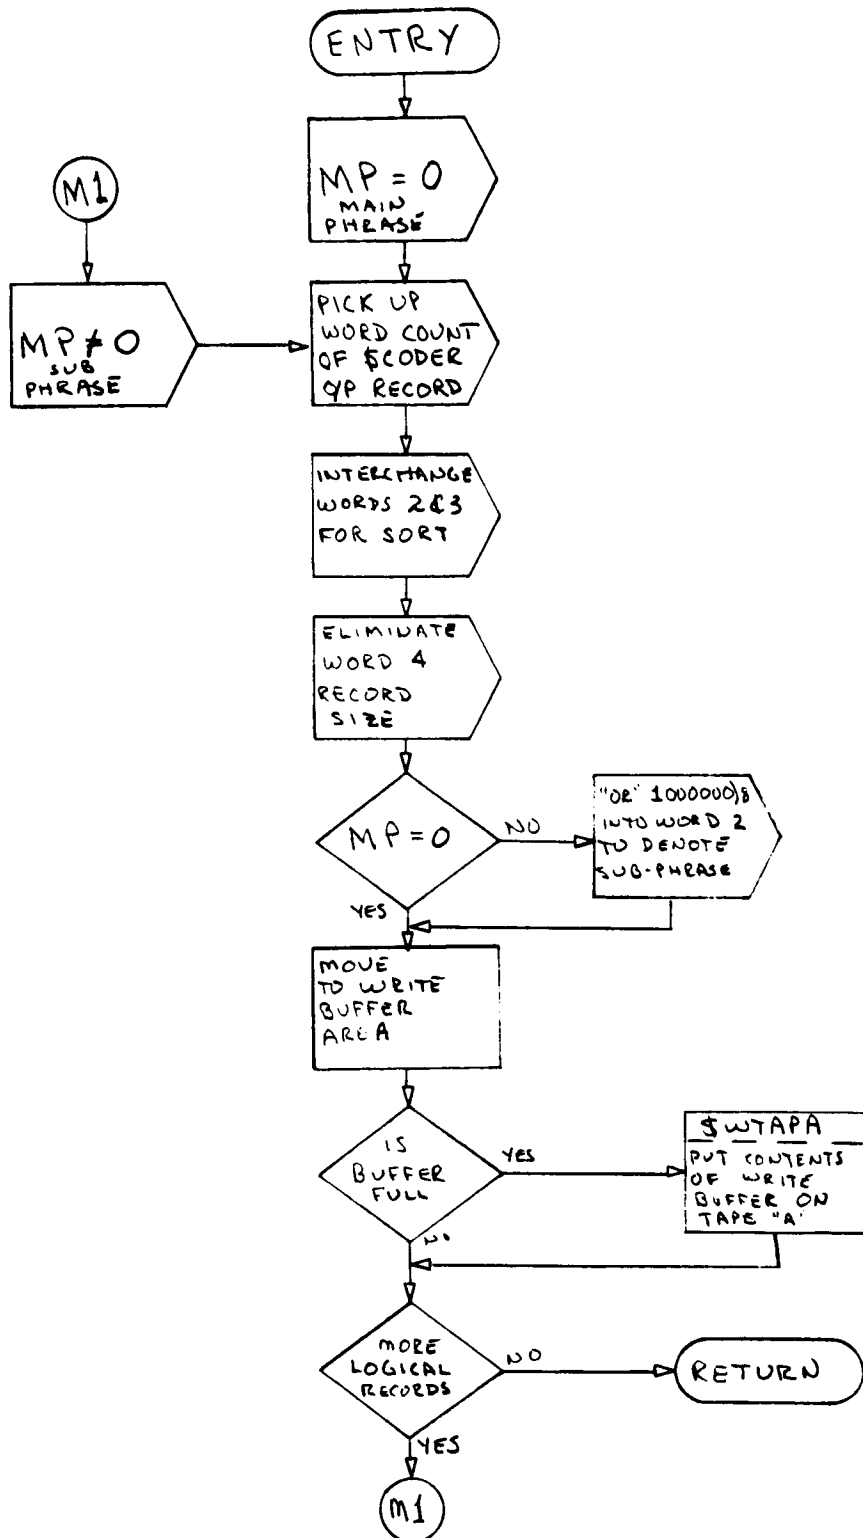 ENTRY
MP = 0
MAIN
PHRASE
M1
MP ≠ 0
SUB
PHRASE
PICK UP
WORD COUNT
OF $CODER
O/P RECORD
INTERCHANGE
WORDS 2&3
FOR SORT
ELIMINATE
WORD 4
RECORD
SIZE
MP = 0
NO
"OR" 1000000)8
INTO WORD 2
TO DENOTE
SUB-PHRASE
YES
MOVE
TO WRITE
BUFFER
AREA
IS
BUFFER
FULL
YES
$WTAPA
PUT CONTENTS
OF WRITE
BUFFER ON
TAPE "A"
NO
MORE
LOGICAL
RECORDS
NO
RETURN
YES
M1